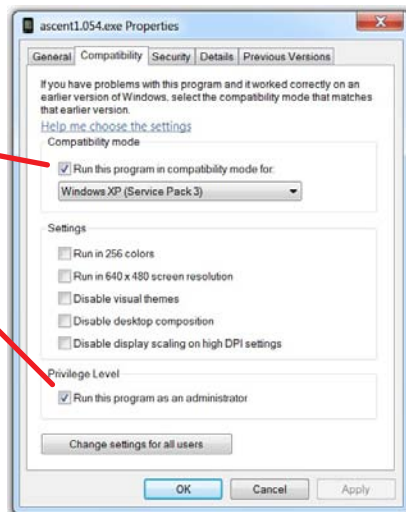 ascent1.054.exe Properties
General Compatibility Security Details Previous Versions
If you have problems with this program and it worked correctly on an
earlier version of Windows, select the compatibility mode that matches
that earlier version.
Help me choose the settings
Compatibility mode
Run this program in compatibility mode for:
Windows XP (Service Pack 3)
Settings
Run in 256 colors
Run in 640 x 480 screen resolution
Disable visual themes
Disable desktop composition
Disable display scaling on high DPI settings
Privilege Level
Run this program as an administrator
Change settings for all users
OK Cancel Apply